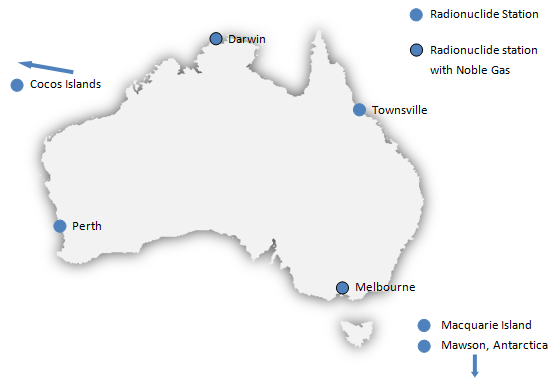 Radionuclide Station
Darwin
Radionuclide station
with Noble Gas
Cocos Islands
Townsville
Perth
Melbourne
Macquarie Island
Mawson, Antarctica